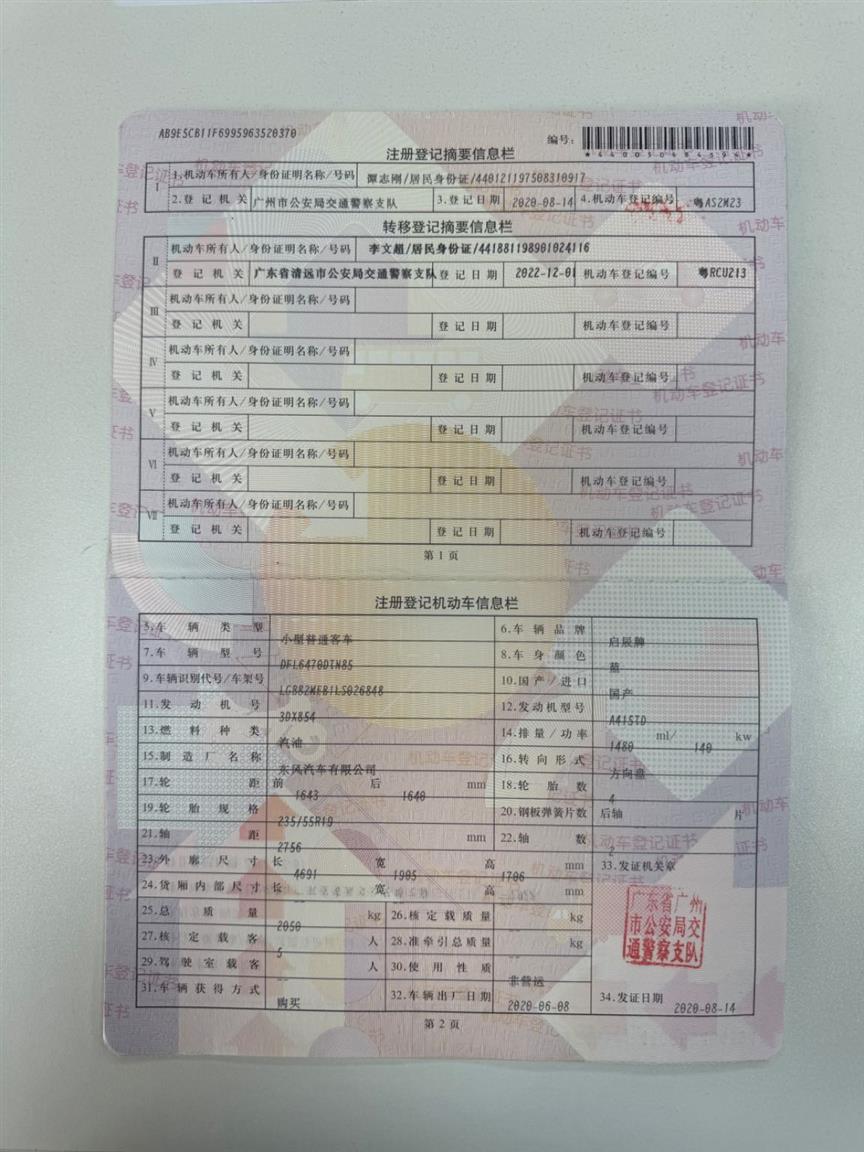 AB9E5CB11F6995963520370
编号:
注册登记摘要信息栏
I 1.机动车所有人/身份证明名称/号码 谭志刚/居民身份证/440121197508310917
2.登记机关 广州市公安局交通警察支队 3.登记日期 2020-08-14 4.机动车登记编号 粤AS2M23
转移登记摘要信息栏
II 机动车所有人/身份证明名称/号码 李文超/居民身份证/441881198901024116
登记机关 广东省清远市公安局交通警察支队 登记日期 2022-12-01 机动车登记编号 粤RCU213
III 机动车所有人/身份证明名称/号码
登记机关 登记日期 机动车登记编号
IV 机动车所有人/身份证明名称/号码
登记机关 登记日期 机动车登记编号
V 机动车所有人/身份证明名称/号码
登记机关 登记日期 机动车登记编号
VI 机动车所有人/身份证明名称/号码
登记机关 登记日期 机动车登记编号
VII 机动车所有人/身份证明名称/号码
登记机关 登记日期 机动车登记编号
第1页
注册登记机动车信息栏
5.车辆类型 小型普通客车 6.车辆品牌 启辰牌
7.车辆型号 DFL6470DTN85 8.车身颜色 蓝
9.车辆识别代号/车架号 10.国产/进口 国产
11.发动机号 3DX854 12.发动机型号 A415TD
13.燃料种类 汽油 14.排量/功率 1480 ml/ 140 kw
15.制造厂名称 东风汽车有限公司 16.转向形式 方向盘
17.轮距 前 1643 后 1640 mm 18.轮胎数 4
19.轮胎规格 235/55R19 20.钢板弹簧片数 后轴 -- 片
21.轴距 2756 mm 22.轴数 2
23.外廓尺寸 长 4691 宽 1905 高 1706 mm 33.发证机关章
24.货厢内部尺寸 长 宽 高 mm
25.总质量 2050 kg 26.核定载质量 -- kg
27.核定载客 5 人 28.准牵引总质量 -- kg
29.驾驶室载客 -- 人 30.使用性质 非营运
31.车辆获得方式 购买 32.车辆出厂日期 2020-06-08 34.发证日期 2020-08-14
广东省广州
市公安局交
通警察支队
第2页